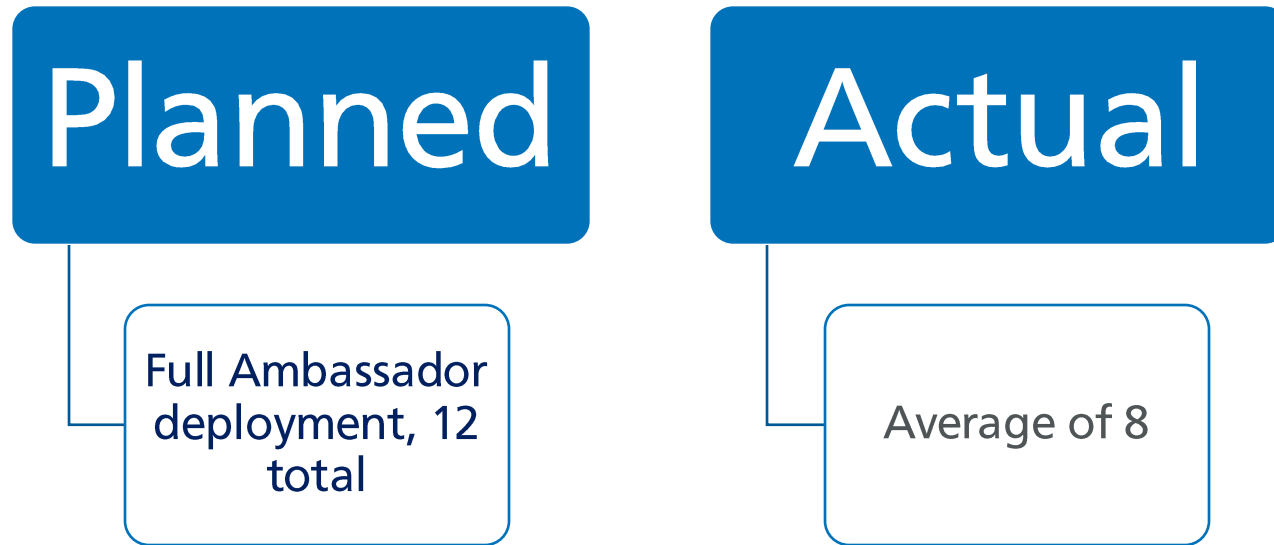 Planned
Full Ambassador
deployment, 12
total
Actual
Average of 8